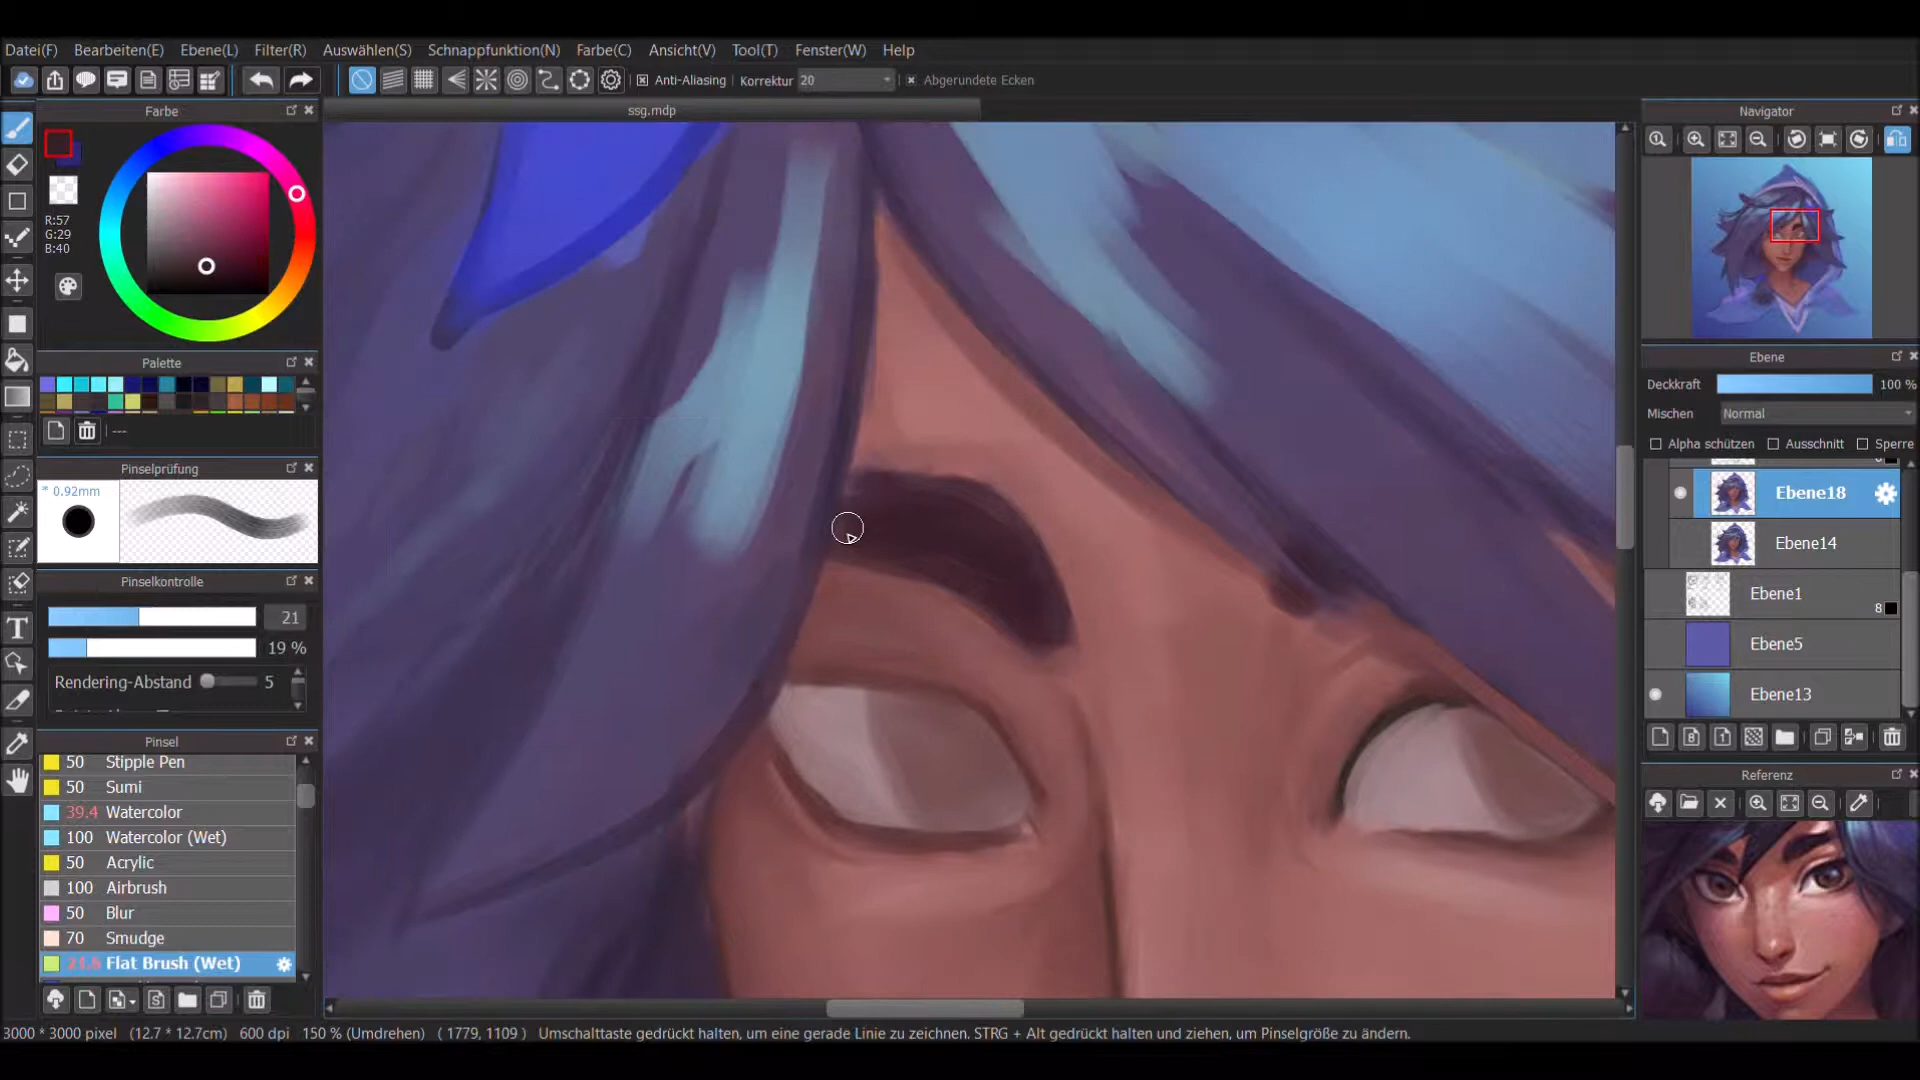 Datei(F) Bearbeiten(E) Ebene(L) Filter(R) Auswählen(S) Schnappfunktion(N) Farbe(C) Ansicht(V) Tool(T) Fenster(W) Help
Anti-Aliasing Korrektur 20 Abgerundete Ecken
Farbe
ssg.mdp
Navigator
R:57
G:29
B:40
Palette
---
Pinselprüfung
* 0.92mm
Pinselkontrolle
21
19 %
Rendering-Abstand 5
Pinsel
50 Stipple Pen
50 Sumi
39.4 Watercolor
100 Watercolor (Wet)
50 Acrylic
100 Airbrush
50 Blur
70 Smudge
Flat Brush (Wet)
Ebene
Deckkraft 100 %
Mischen Normal
Alpha schützen Ausschnitt Sperre
Ebene18
Ebene14
Ebene1
8
Ebene5
Ebene13
Referenz
3000 * 3000 pixel (12.7 * 12.7cm) 600 dpi 150 % (Umdrehen) ( 1779, 1109 ) Umschalttaste gedrückt halten, um eine gerade Linie zu zeichnen. STRG + Alt gedrückt halten und ziehen, um Pinselgröße zu ändern.